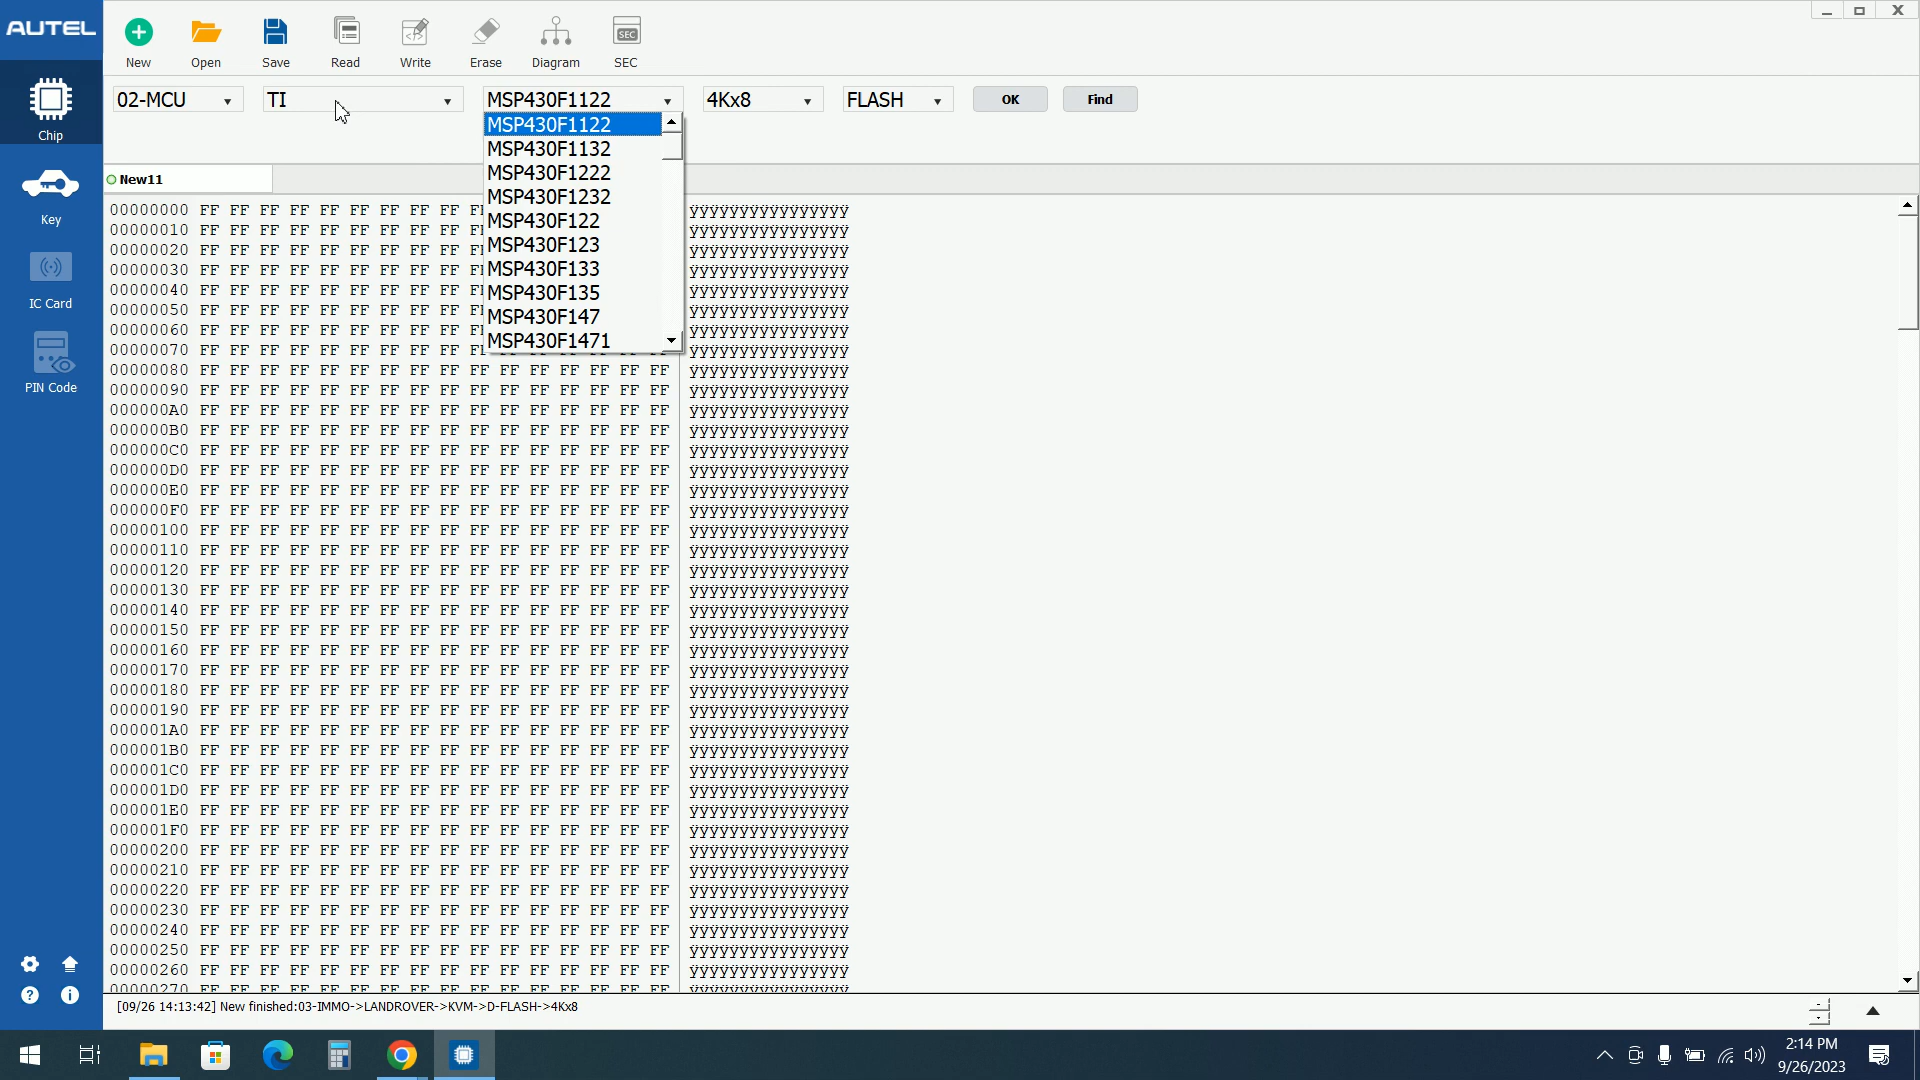 AUTEL
New Open Save Read Write Erase Diagram SEC
02-MCU TI MSP430F1122 4Kx8 FLASH OK Find
Chip
Key
IC Card
PIN Code
MSP430F1122
MSP430F1132
MSP430F1222
MSP430F1232
MSP430F122
MSP430F123
MSP430F133
MSP430F135
MSP430F147
MSP430F1471
New11
00000000 FF FF FF FF FF FF FF FF FF ÿÿÿÿÿÿÿÿÿÿÿÿÿÿÿÿ
00000010 FF FF FF FF FF FF FF FF FF ÿÿÿÿÿÿÿÿÿÿÿÿÿÿÿÿ
00000020 FF FF FF FF FF FF FF FF FF ÿÿÿÿÿÿÿÿÿÿÿÿÿÿÿÿ
00000030 FF FF FF FF FF FF FF FF FF ÿÿÿÿÿÿÿÿÿÿÿÿÿÿÿÿ
00000040 FF FF FF FF FF FF FF FF FF ÿÿÿÿÿÿÿÿÿÿÿÿÿÿÿÿ
00000050 FF FF FF FF FF FF FF FF FF ÿÿÿÿÿÿÿÿÿÿÿÿÿÿÿÿ
00000060 FF FF FF FF FF FF FF FF FF ÿÿÿÿÿÿÿÿÿÿÿÿÿÿÿÿ
00000070 FF FF FF FF FF FF FF FF FF ÿÿÿÿÿÿÿÿÿÿÿÿÿÿÿÿ
00000080 FF FF FF FF FF FF FF FF FF FF FF FF FF FF FF FF ÿÿÿÿÿÿÿÿÿÿÿÿÿÿÿÿ
00000090 FF FF FF FF FF FF FF FF FF FF FF FF FF FF FF FF ÿÿÿÿÿÿÿÿÿÿÿÿÿÿÿÿ
000000A0 FF FF FF FF FF FF FF FF FF FF FF FF FF FF FF FF ÿÿÿÿÿÿÿÿÿÿÿÿÿÿÿÿ
000000B0 FF FF FF FF FF FF FF FF FF FF FF FF FF FF FF FF ÿÿÿÿÿÿÿÿÿÿÿÿÿÿÿÿ
000000C0 FF FF FF FF FF FF FF FF FF FF FF FF FF FF FF FF ÿÿÿÿÿÿÿÿÿÿÿÿÿÿÿÿ
000000D0 FF FF FF FF FF FF FF FF FF FF FF FF FF FF FF FF ÿÿÿÿÿÿÿÿÿÿÿÿÿÿÿÿ
000000E0 FF FF FF FF FF FF FF FF FF FF FF FF FF FF FF FF ÿÿÿÿÿÿÿÿÿÿÿÿÿÿÿÿ
000000F0 FF FF FF FF FF FF FF FF FF FF FF FF FF FF FF FF ÿÿÿÿÿÿÿÿÿÿÿÿÿÿÿÿ
00000100 FF FF FF FF FF FF FF FF FF FF FF FF FF FF FF FF ÿÿÿÿÿÿÿÿÿÿÿÿÿÿÿÿ
00000110 FF FF FF FF FF FF FF FF FF FF FF FF FF FF FF FF ÿÿÿÿÿÿÿÿÿÿÿÿÿÿÿÿ
00000120 FF FF FF FF FF FF FF FF FF FF FF FF FF FF FF FF ÿÿÿÿÿÿÿÿÿÿÿÿÿÿÿÿ
00000130 FF FF FF FF FF FF FF FF FF FF FF FF FF FF FF FF ÿÿÿÿÿÿÿÿÿÿÿÿÿÿÿÿ
00000140 FF FF FF FF FF FF FF FF FF FF FF FF FF FF FF FF ÿÿÿÿÿÿÿÿÿÿÿÿÿÿÿÿ
00000150 FF FF FF FF FF FF FF FF FF FF FF FF FF FF FF FF ÿÿÿÿÿÿÿÿÿÿÿÿÿÿÿÿ
00000160 FF FF FF FF FF FF FF FF FF FF FF FF FF FF FF FF ÿÿÿÿÿÿÿÿÿÿÿÿÿÿÿÿ
00000170 FF FF FF FF FF FF FF FF FF FF FF FF FF FF FF FF ÿÿÿÿÿÿÿÿÿÿÿÿÿÿÿÿ
00000180 FF FF FF FF FF FF FF FF FF FF FF FF FF FF FF FF ÿÿÿÿÿÿÿÿÿÿÿÿÿÿÿÿ
00000190 FF FF FF FF FF FF FF FF FF FF FF FF FF FF FF FF ÿÿÿÿÿÿÿÿÿÿÿÿÿÿÿÿ
000001A0 FF FF FF FF FF FF FF FF FF FF FF FF FF FF FF FF ÿÿÿÿÿÿÿÿÿÿÿÿÿÿÿÿ
000001B0 FF FF FF FF FF FF FF FF FF FF FF FF FF FF FF FF ÿÿÿÿÿÿÿÿÿÿÿÿÿÿÿÿ
000001C0 FF FF FF FF FF FF FF FF FF FF FF FF FF FF FF FF ÿÿÿÿÿÿÿÿÿÿÿÿÿÿÿÿ
000001D0 FF FF FF FF FF FF FF FF FF FF FF FF FF FF FF FF ÿÿÿÿÿÿÿÿÿÿÿÿÿÿÿÿ
000001E0 FF FF FF FF FF FF FF FF FF FF FF FF FF FF FF FF ÿÿÿÿÿÿÿÿÿÿÿÿÿÿÿÿ
000001F0 FF FF FF FF FF FF FF FF FF FF FF FF FF FF FF FF ÿÿÿÿÿÿÿÿÿÿÿÿÿÿÿÿ
00000200 FF FF FF FF FF FF FF FF FF FF FF FF FF FF FF FF ÿÿÿÿÿÿÿÿÿÿÿÿÿÿÿÿ
00000210 FF FF FF FF FF FF FF FF FF FF FF FF FF FF FF FF ÿÿÿÿÿÿÿÿÿÿÿÿÿÿÿÿ
00000220 FF FF FF FF FF FF FF FF FF FF FF FF FF FF FF FF ÿÿÿÿÿÿÿÿÿÿÿÿÿÿÿÿ
00000230 FF FF FF FF FF FF FF FF FF FF FF FF FF FF FF FF ÿÿÿÿÿÿÿÿÿÿÿÿÿÿÿÿ
00000240 FF FF FF FF FF FF FF FF FF FF FF FF FF FF FF FF ÿÿÿÿÿÿÿÿÿÿÿÿÿÿÿÿ
00000250 FF FF FF FF FF FF FF FF FF FF FF FF FF FF FF FF ÿÿÿÿÿÿÿÿÿÿÿÿÿÿÿÿ
00000260 FF FF FF FF FF FF FF FF FF FF FF FF FF FF FF FF ÿÿÿÿÿÿÿÿÿÿÿÿÿÿÿÿ
00000270 FF FF FF FF FF FF FF FF FF FF FF FF FF FF FF FF ÿÿÿÿÿÿÿÿÿÿÿÿÿÿÿÿ
[09/26 14:13:42] New finished:03-IMMO->LANDROVER->KVM->D-FLASH->4Kx8
2:14 PM
9/26/2023